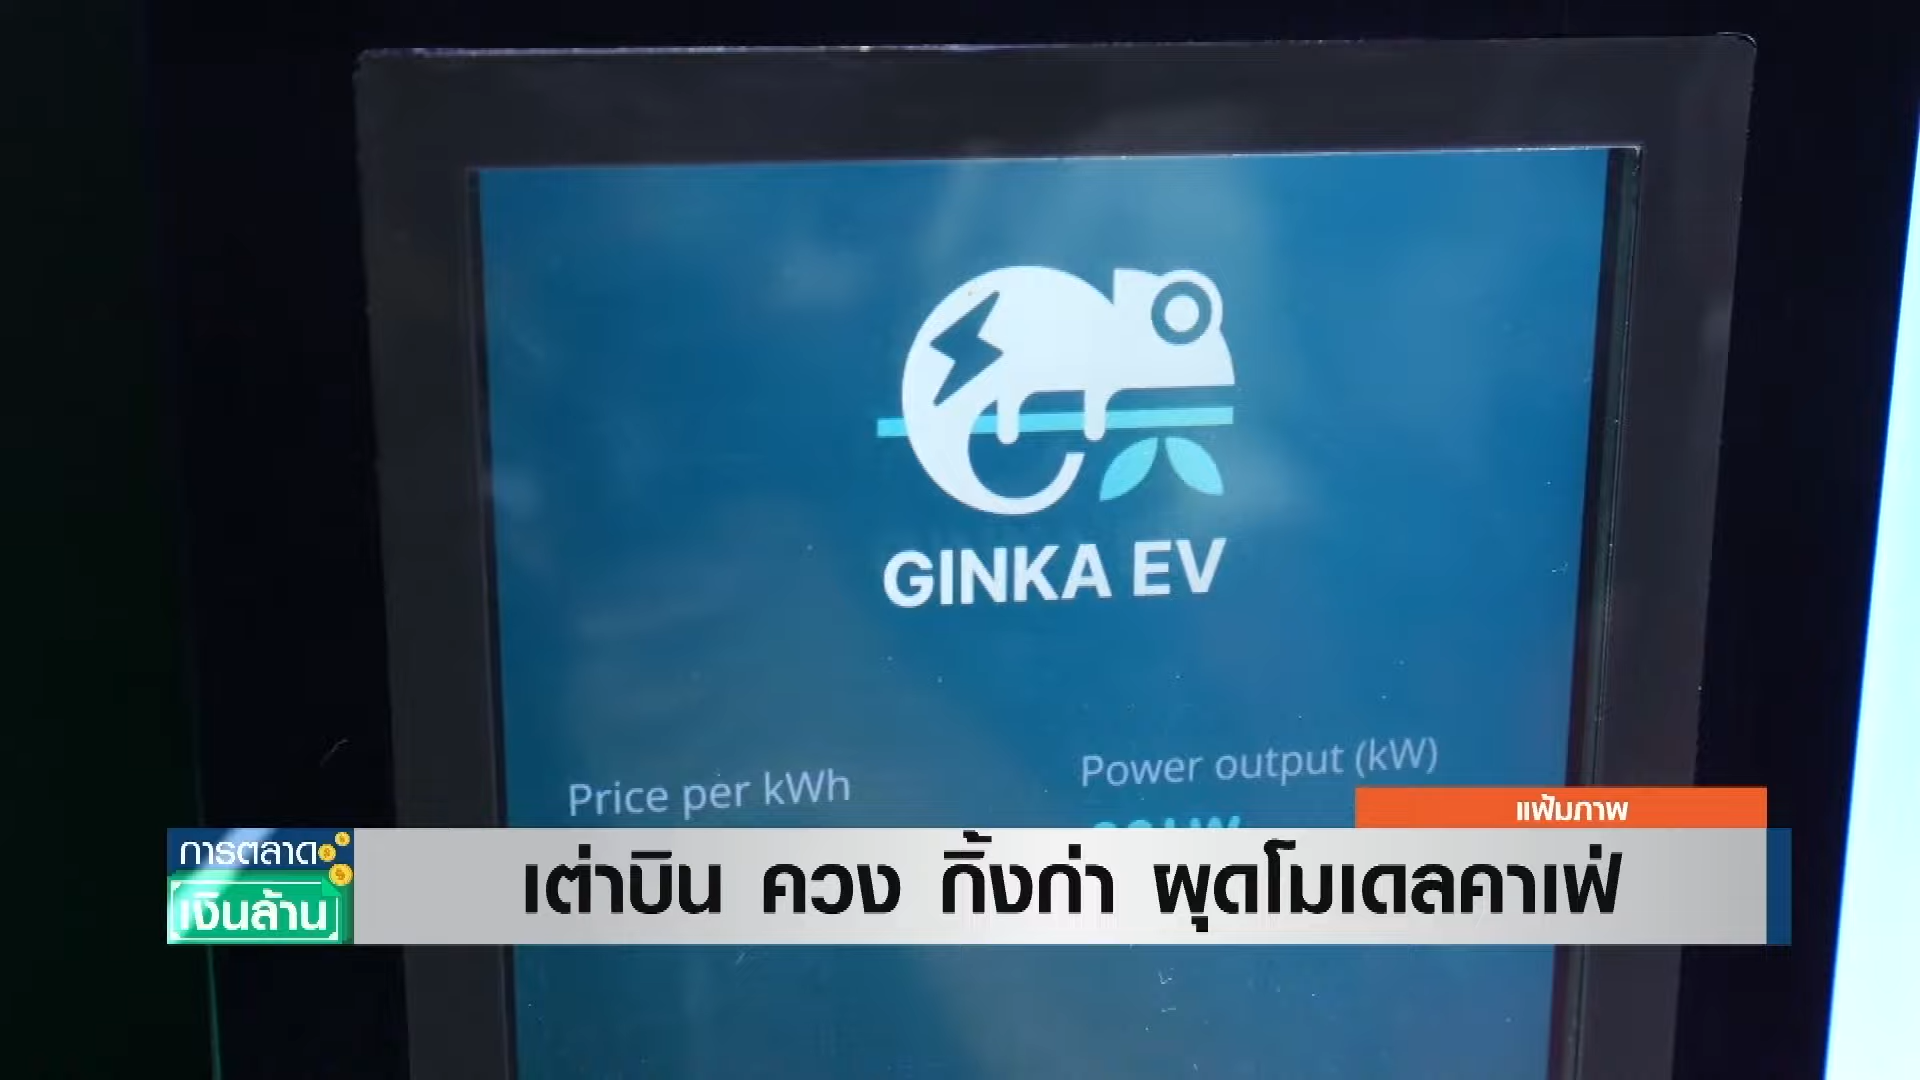 GINKA EV
Price per kWh
Power output (kW)
แฟ้มภาพ
การตลาด
เงินล้าน
เต่าบิน ควง กิ้งก่า ผุดโมเดลคาเฟ่